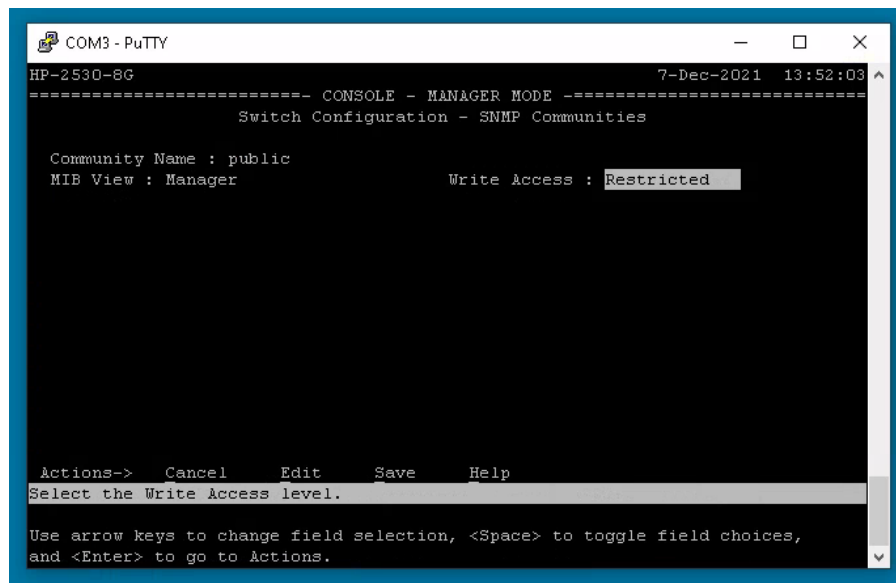 COM3 - PuTTY
HP-2530-8G 7-Dec-2021 13:52:03
==========================- CONSOLE - MANAGER MODE -============================
Switch Configuration - SNMP Communities
Community Name : public
MIB View : Manager Write Access : Restricted
Actions-> Cancel Edit Save Help
Select the Write Access level.
Use arrow keys to change field selection, <Space> to toggle field choices,
and <Enter> to go to Actions.